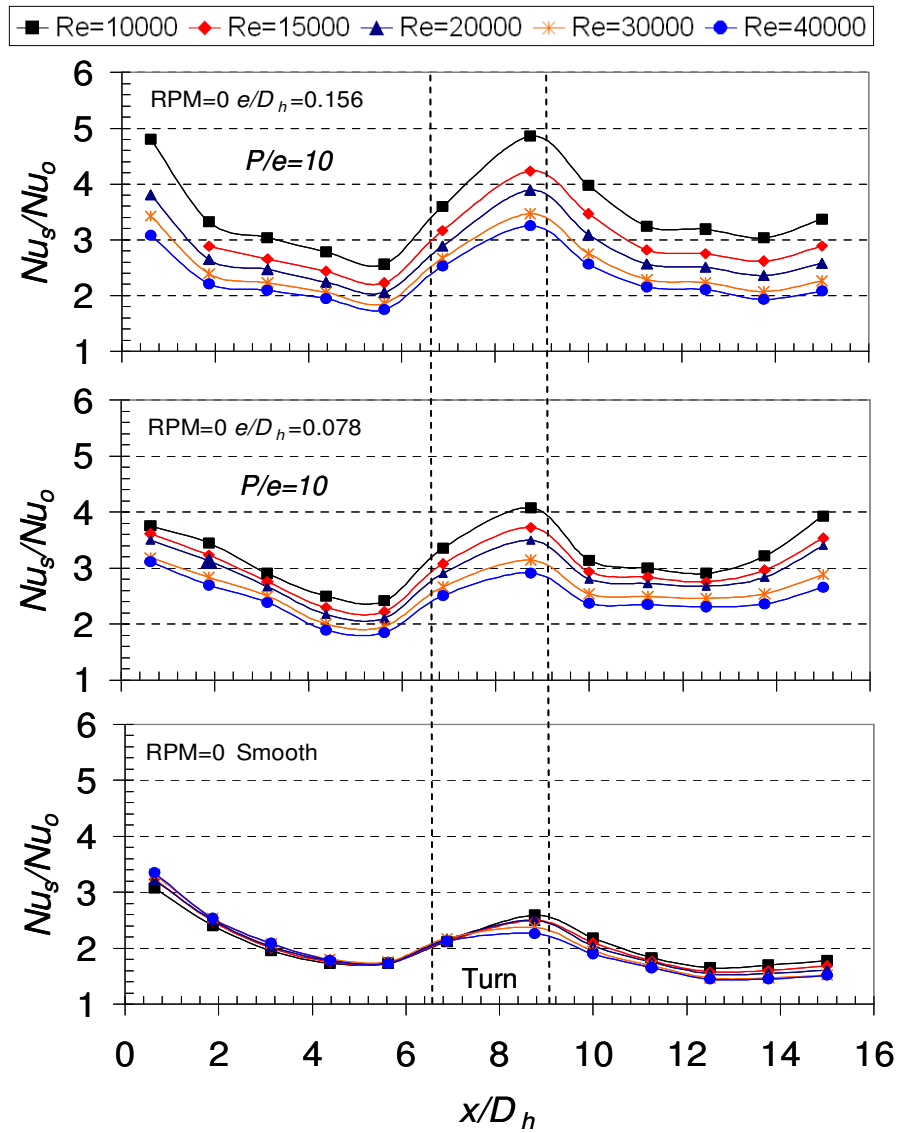 Re=10000 Re=15000 Re=20000 Re=30000 Re=40000
6
RPM=0 e/Dh=0.156
5
P/e=10
4
Nus/Nuo
3
2
1
6
RPM=0 e/Dh=0.078
5
P/e=10
4
Nus/Nuo
3
2
1
6
RPM=0 Smooth
5
4
Nus/Nuo
3
2
Turn
1
0 2 4 6 8 10 12 14 16
x/Dh